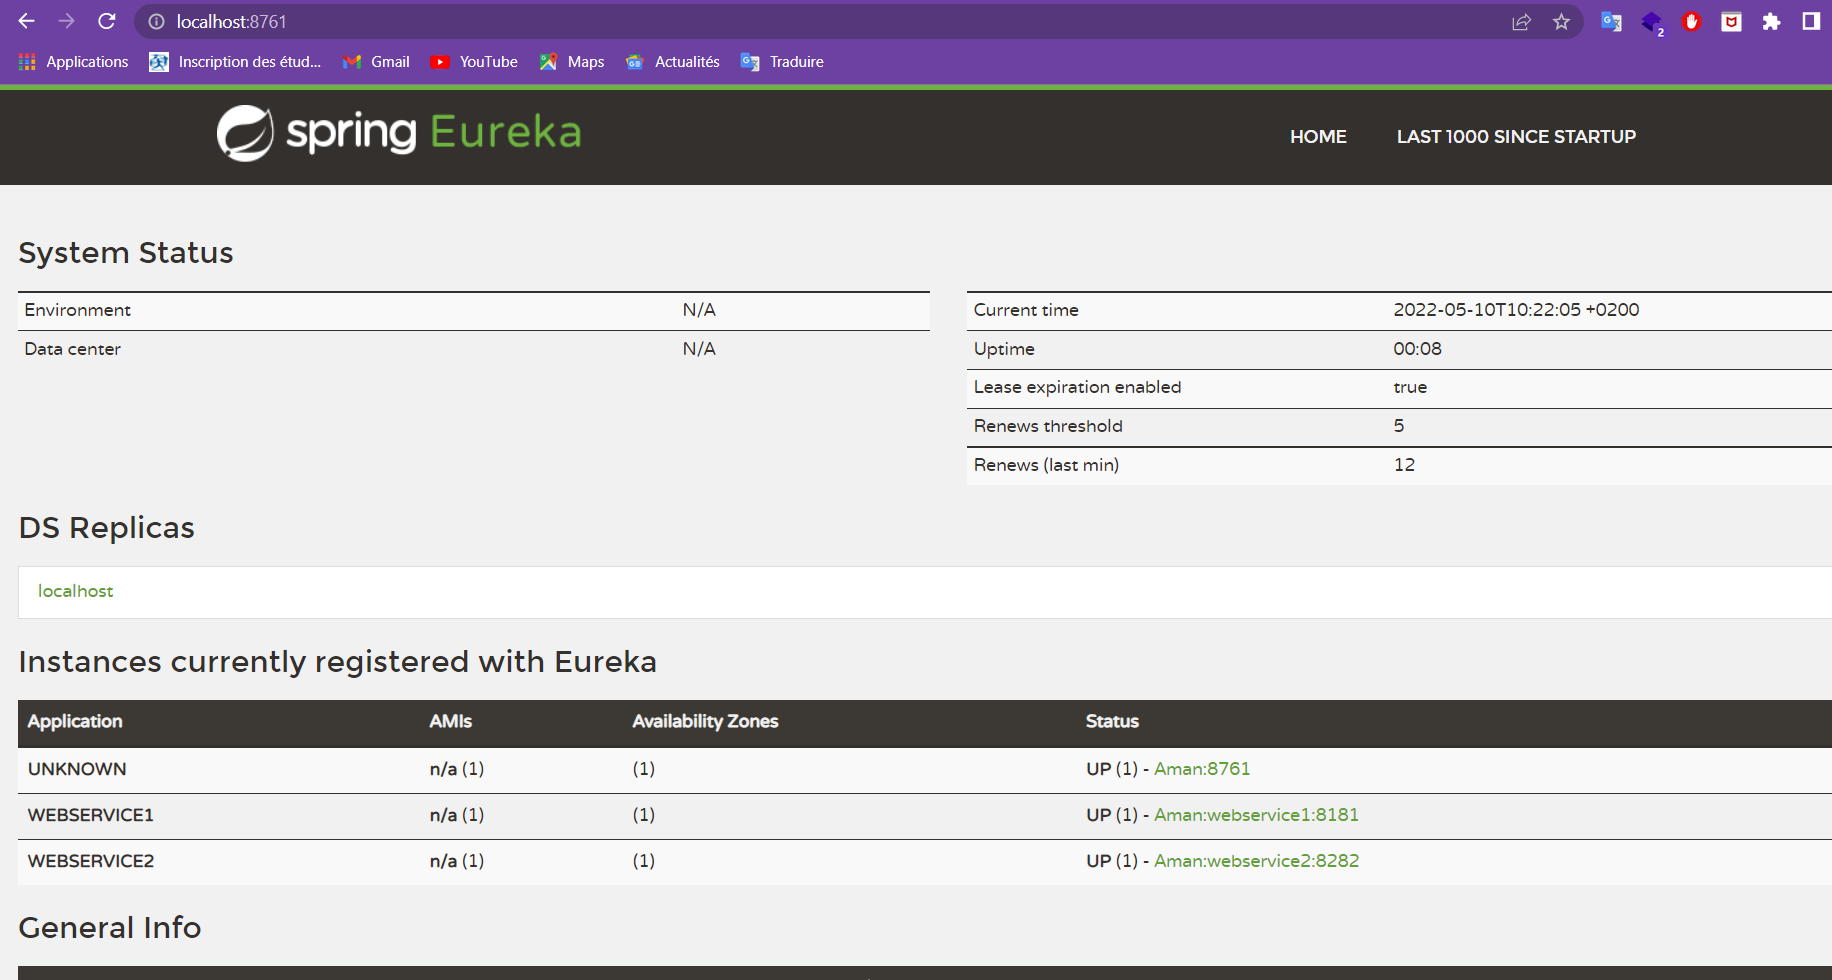 localhost:8761
2
Applications Inscription des étud... Gmail YouTube Maps Actualités Traduire
spring Eureka
HOME LAST 1000 SINCE STARTUP
System Status
Environment N/A
Data center N/A
Current time 2022-05-10T10:22:05 +0200
Uptime 00:08
Lease expiration enabled true
Renews threshold 5
Renews (last min) 12
DS Replicas
localhost
Instances currently registered with Eureka
Application AMIs Availability Zones Status
UNKNOWN n/a (1) (1) UP (1) - Aman:8761
WEBSERVICE1 n/a (1) (1) UP (1) - Aman:webservice1:8181
WEBSERVICE2 n/a (1) (1) UP (1) - Aman:webservice2:8282
General Info